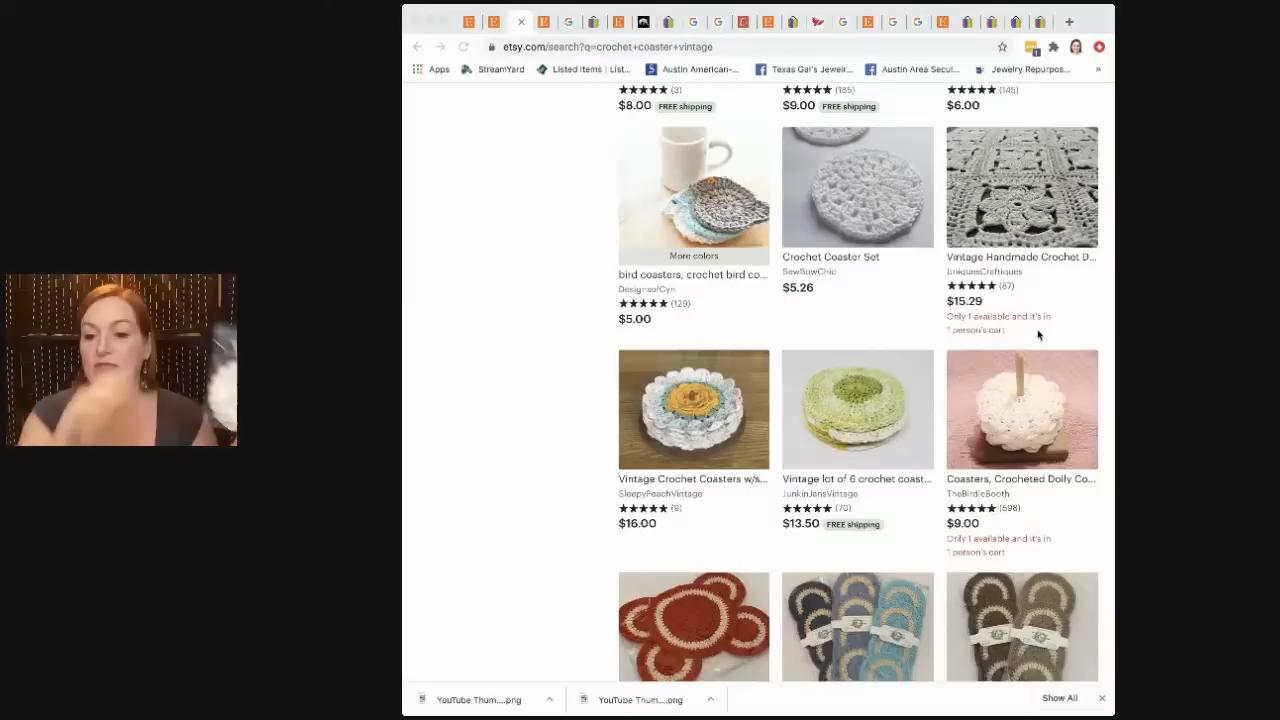 etsy.com/search?q=crochet+coaster+vintage
Apps StreamYard Listed Items | List... Austin American-... Texas Gal's Jewelr... Austin Area Secul... Jewelry Repurpos... »
(3) (185) (145)
$8.00 FREE shipping $9.00 FREE shipping $6.00
More colors
bird coasters, crochet bird co...
DesignsofCyn
(129)
$5.00
Crochet Coaster Set
SewBowChic
$5.26
Vintage Handmade Crochet D...
UniquesCraftiques
(87)
$15.29
Only 1 available and it's in
1 person's cart
Vintage Crochet Coasters w/s...
SleepyPeachVintage
(9)
$16.00
Vintage lot of 6 crochet coast...
JunkinJansVintage
(70)
$13.50 FREE shipping
Coasters, Crocheted Doily Co...
TheBirdieBooth
(598)
$9.00
Only 1 available and it's in
1 person's cart
YouTube Thum....png YouTube Thum....png Show All